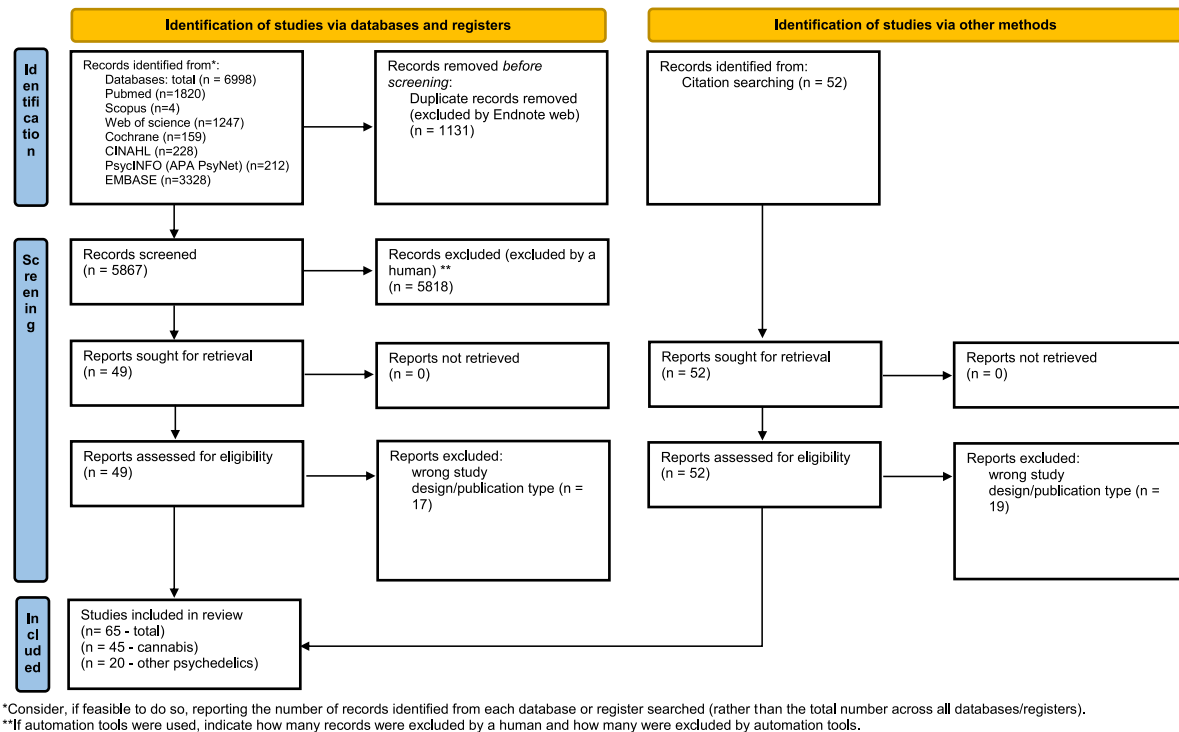 Identification of studies via databases and registers
Identification of studies via other methods
Id
en
tifi
ca
tio
n
Records identified from*:
Databases: total (n = 6998)
Pubmed (n=1820)
Scopus (n=4)
Web of science (n=1247)
Cochrane (n=159)
CINAHL (n=228)
PsycINFO (APA PsyNet) (n=212)
EMBASE (n=3328)
Records removed before
screening:
Duplicate records removed
(excluded by Endnote web)
(n = 1131)
Records identified from:
Citation searching (n = 52)
Sc
re
en
in
g
Records screened
(n = 5867)
Records excluded (excluded by a
human) **
(n = 5818)
Reports sought for retrieval
(n = 49)
Reports not retrieved
(n = 0)
Reports sought for retrieval
(n = 52)
Reports not retrieved
(n = 0)
Reports assessed for eligibility
(n = 49)
Reports excluded:
wrong study
design/publication type (n =
17)
Reports assessed for eligibility
(n = 52)
Reports excluded:
wrong study
design/publication type (n =
19)
In
cl
ud
ed
Studies included in review
(n= 65 - total)
(n = 45 - cannabis)
(n = 20 - other psychedelics)
*Consider, if feasible to do so, reporting the number of records identified from each database or register searched (rather than the total number across all databases/registers).
**If automation tools were used, indicate how many records were excluded by a human and how many were excluded by automation tools.